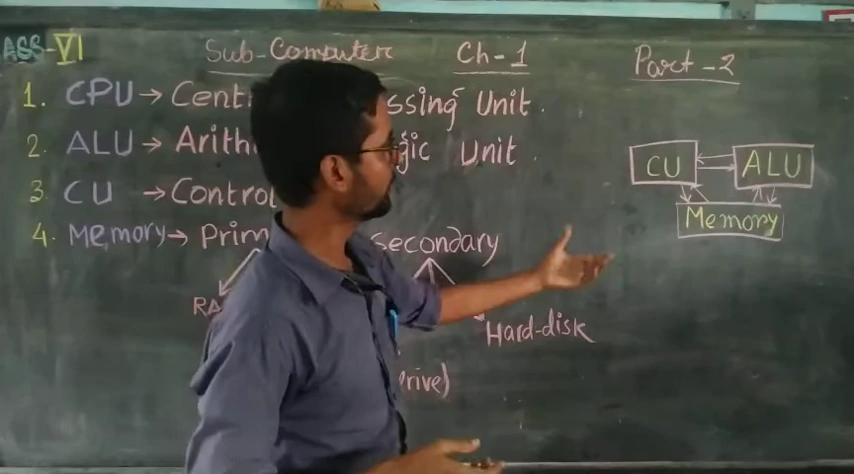 ASS-VI Sub-Computer Ch-1 Part-2
1. CPU → Cent ssing Unit.
2. ALU → Arith gic Unit.
3 CU → Control
4. Memory → Prim Secondary
RA
Hard-disk
rive)
CU ALU
Memory